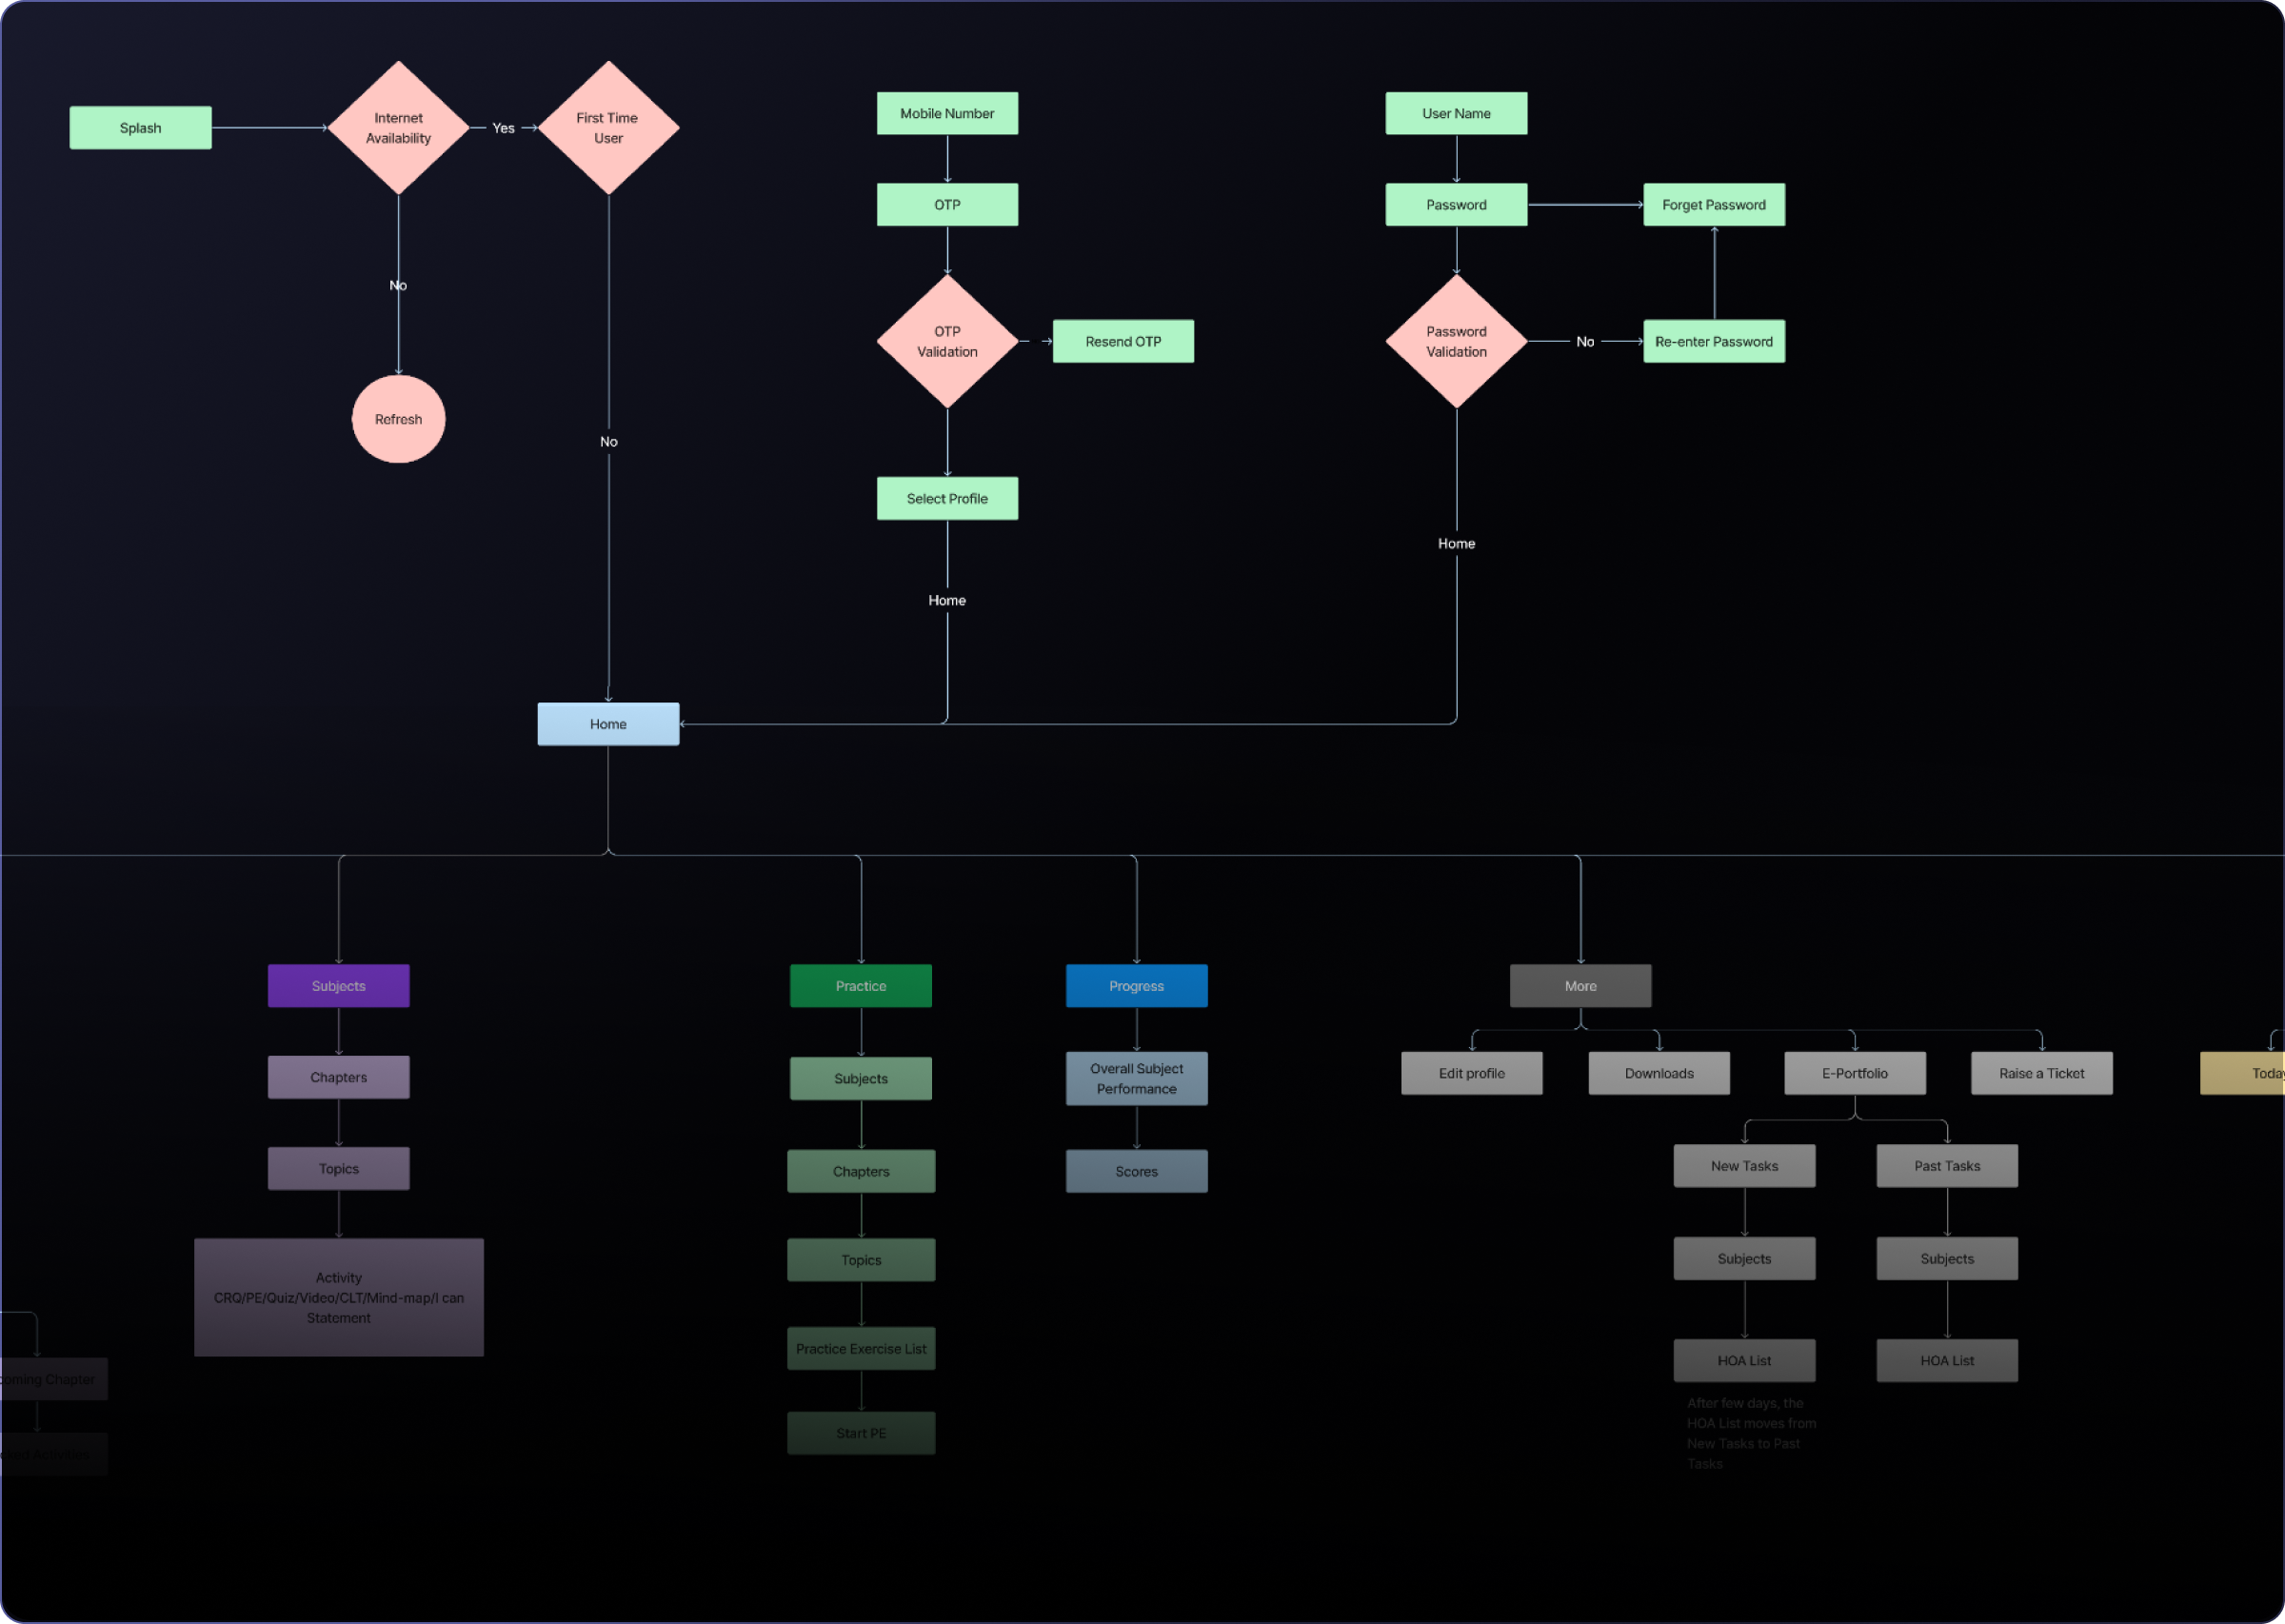 Splash
Internet
Availability
Yes
First Time
User
Mobile Number
User Name
OTP
Password
Forget Password
No
OTP
Validation
Resend OTP
Password
Validation
No
Re-enter Password
Refresh
No
Select Profile
Home
Home
Home
Subjects
Practice
Progress
More
Chapters
Subjects
Overall Subject
Performance
Edit profile
Downloads
E-Portfolio
Raise a Ticket
Today
Topics
Chapters
Scores
New Tasks
Past Tasks
Activity
CRQ/PE/Quiz/Video/CLT/Mind-map/I can
Statement
Topics
Subjects
Subjects
coming Chapter
Practice Exercise List
HOA List
HOA List
After few days, the
HOA List moves from
New Tasks to Past
Tasks
Start PE
Activities